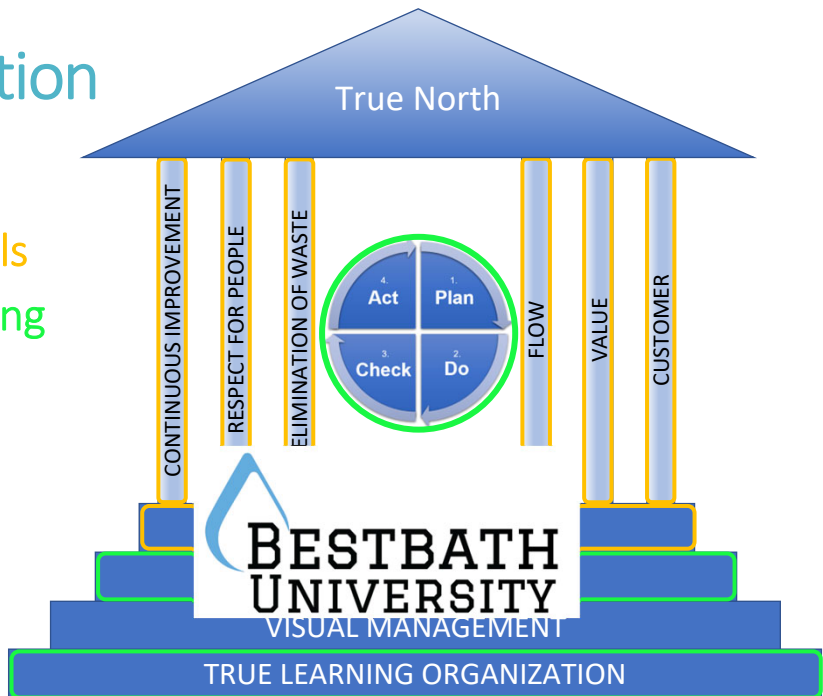 tion
True North
ls
ng
CONTINUOUS IMPROVEMENT
RESPECT FOR PEOPLE
ELIMINATION OF WASTE
4.
Act
1.
Plan
3.
Check
2.
Do
FLOW
VALUE
CUSTOMER
BESTBATH
UNIVERSITY
VISUAL MANAGEMENT
TRUE LEARNING ORGANIZATION